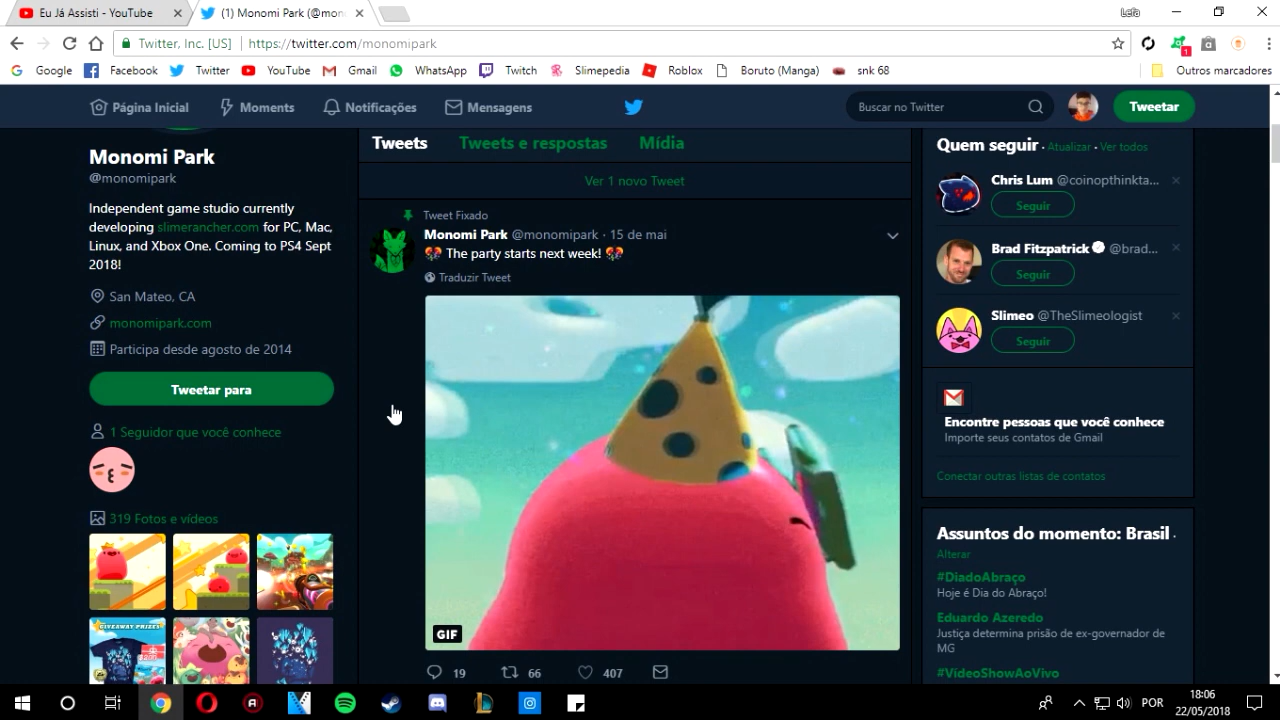 Eu Já Assisti - YouTube
(1) Monomi Park (@mon
Lefa
Twitter, Inc. [US]
https://twitter.com/monomipark
1
Google
Facebook
Twitter
YouTube
Gmail
WhatsApp
Twitch
Slimepedia
Roblox
Boruto (Manga)
snk 68
Outros marcadores
Página Inicial
Moments
Notificações
Mensagens
Buscar no Twitter
Tweetar
Monomi Park
@monomipark
Independent game studio currently
developing slimerancher.com for PC, Mac,
Linux, and Xbox One. Coming to PS4 Sept
2018!
San Mateo, CA
monomipark.com
Participa desde agosto de 2014
Tweetar para
1 Seguidor que você conhece
319 Fotos e vídeos
GIVEAWAY PRIZES
Tweets
Tweets e respostas
Mídia
Ver 1 novo Tweet
Tweet Fixado
Monomi Park @monomipark · 15 de mai
The party starts next week!
Traduzir Tweet
GIF
19
66
407
Quem seguir · Atualizar · Ver todos
Chris Lum @coinopthinkta...
Seguir
Brad Fitzpatrick @brad...
Seguir
Slimeo @TheSlimeologist
Seguir
Encontre pessoas que você conhece
Importe seus contatos de Gmail
Conectar outras listas de contatos
Assuntos do momento: Brasil ·
Alterar
#DiadoAbraço
Hoje é Dia do Abraço!
Eduardo Azeredo
Justiça determina prisão de ex-governador de
MG
#VídeoShowAoVivo
POR
18:06
22/05/2018